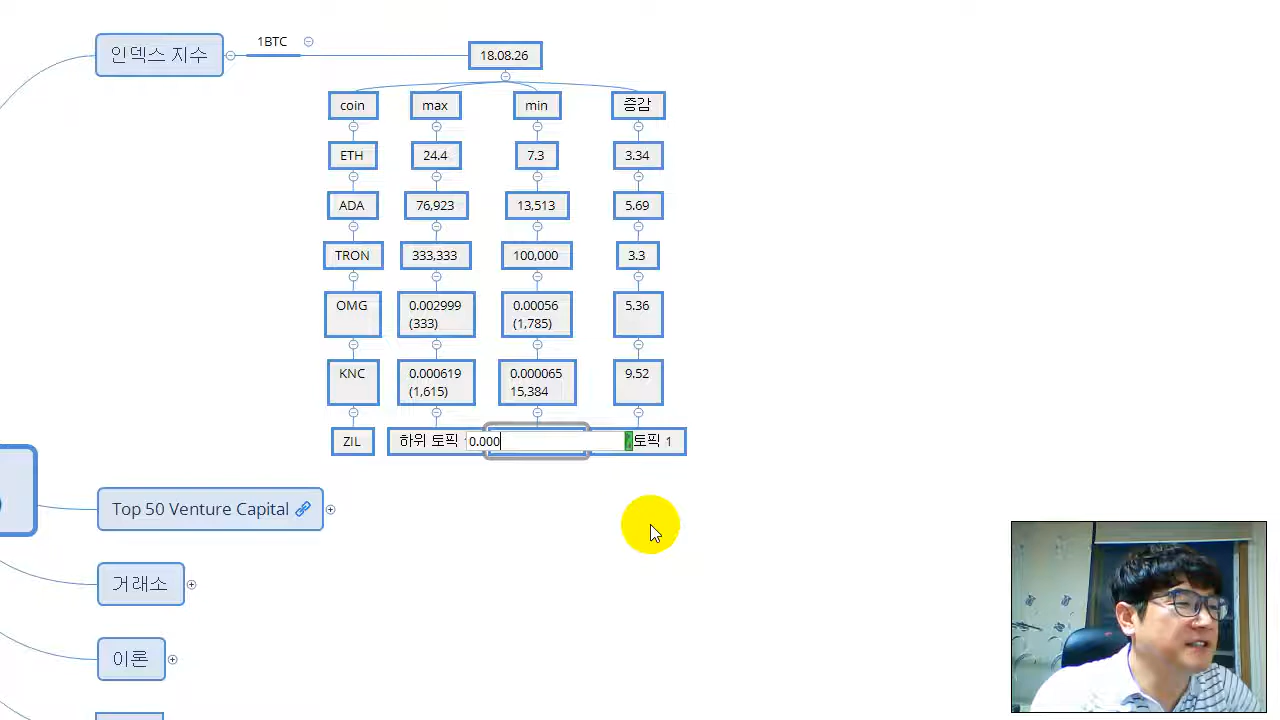 인덱스 지수
1BTC
18.08.26
coin max min 증감
ETH 24.4 7.3 3.34
ADA 76,923 13,513 5.69
TRON 333,333 100,000 3.3
OMG 0.002999 0.00056 5.36
(333) (1,785)
KNC 0.000619 0.000065 9.52
(1,615) 15,384
ZIL 하위 토픽 0.000 토픽 1
Top 50 Venture Capital
거래소
이론